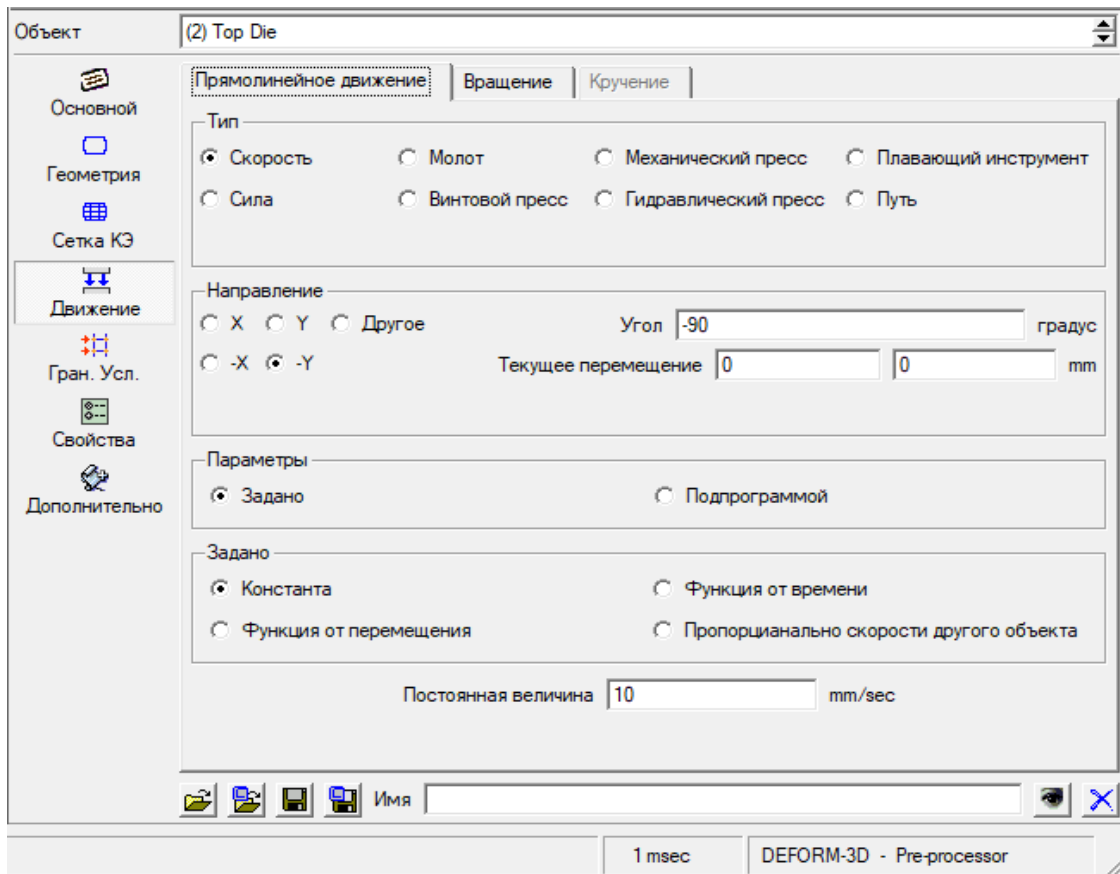 Объект (2) Top Die
Основной
Геометрия
Сетка КЭ
Движение
Гран. Усл.
Свойства
Дополнительно
Прямолинейное движение Вращение Кручение
Тип
Скорость Молот Механический пресс Плавающий инструмент
Сила Винтовой пресс Гидравлический пресс Путь
Направление
X Y Другое Угол -90 градус
-X -Y Текущее перемещение 0 0 mm
Параметры
Задано Подпрограммой
Задано
Константа Функция от времени
Функция от перемещения Пропорцианально скорости другого объекта
Постоянная величина 10 mm/sec
Имя
1 msec DEFORM-3D - Pre-processor